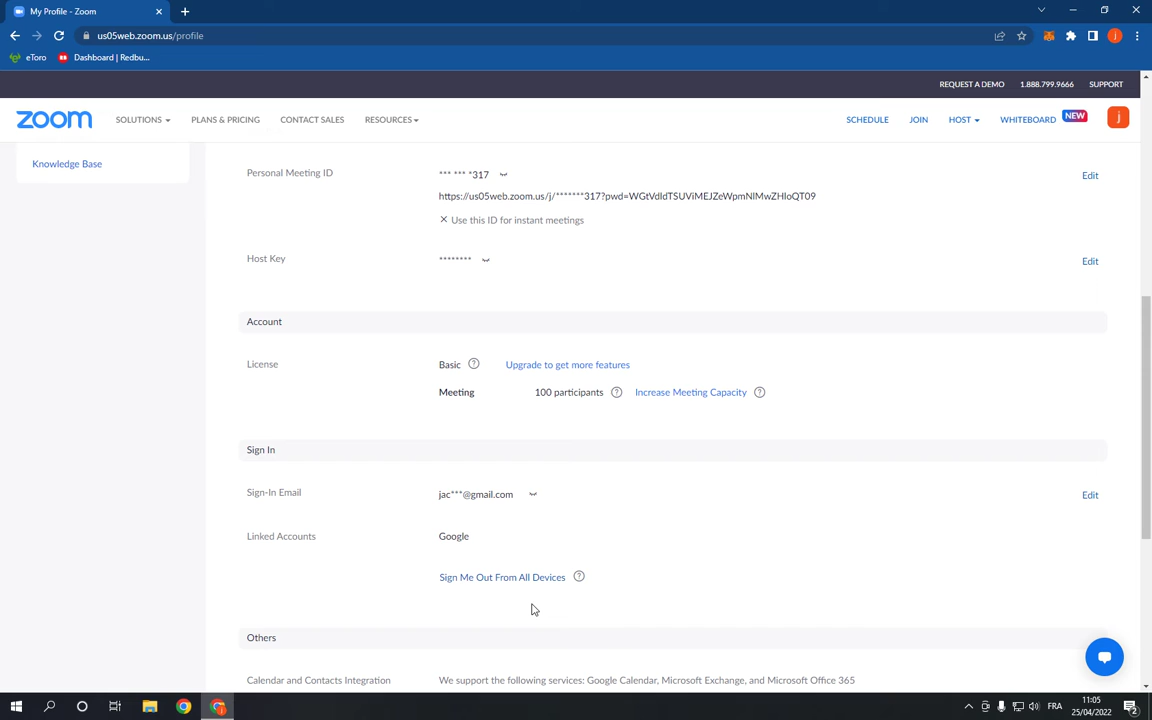 My Profile - Zoom
us05web.zoom.us/profile
eToro
Dashboard | Redbu...
REQUEST A DEMO 1.888.799.9666 SUPPORT
zoom SOLUTIONS PLANS & PRICING CONTACT SALES RESOURCES SCHEDULE JOIN HOST WHITEBOARD NEW j
Knowledge Base
Personal Meeting ID *** *** *317 Edit
https://us05web.zoom.us/j/*******317?pwd=WGtVdIdTSUViMEJZeWpmNlMwZHIoQT09
Use this ID for instant meetings
Host Key ******** Edit
Account
License Basic Upgrade to get more features
Meeting 100 participants Increase Meeting Capacity
Sign In
Sign-In Email jac***@gmail.com Edit
Linked Accounts Google
Sign Me Out From All Devices
Others
Calendar and Contacts Integration We support the following services: Google Calendar, Microsoft Exchange, and Microsoft Office 365
FRA
11:05
25/04/2022
2